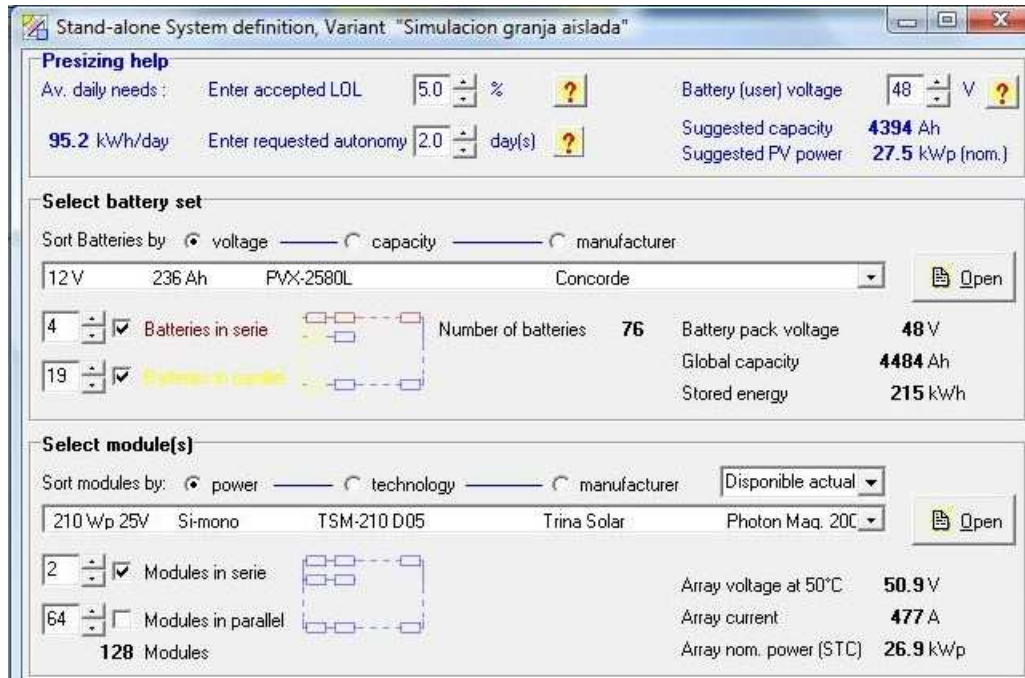 Stand-alone System definition, Variant "Simulacion granja aislada"
Presizing help
Av. daily needs : Enter accepted LOL 5.0 % ? Battery (user) voltage 48 V ?
95.2 kWh/day Enter requested autonomy 2.0 day(s) ? Suggested capacity 4394 Ah
Suggested PV power 27.5 kWp (nom.)
Select battery set
Sort Batteries by voltage capacity manufacturer
12 V 236 Ah PVX-2580L Concorde Open
4 Batteries in serie Number of batteries 76 Battery pack voltage 48 V
Global capacity 4484 Ah
19 Batteries in parallel Stored energy 215 kWh
Select module(s)
Sort modules by: power technology manufacturer Disponible actual
210 Wp 25V Si-mono TSM-210 D05 Trina Solar Photon Mag. 200 Open
2 Modules in serie Array voltage at 50°C 50.9 V
64 Modules in parallel Array current 477 A
128 Modules Array nom. power (STC) 26.9 kWp